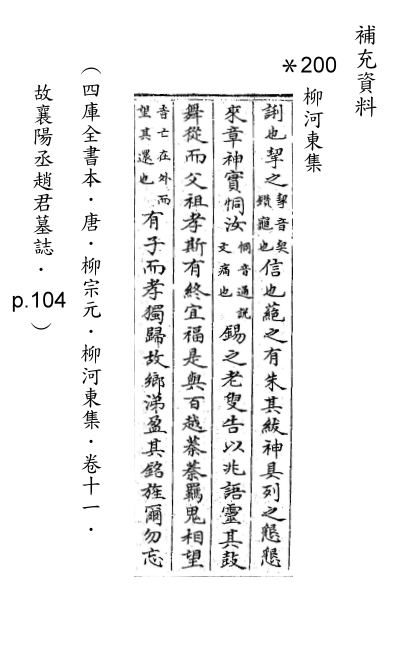 補充資料
＊200 柳河東集
也挈之
挈音契
鑽龜也
信也蕝之有朱其紱神具列之懇懇
來章神實恫汝
恫音通說
文痛也
錫之老叟告以兆語靈其鼓
舞從而父祖孝斯有終宜福是與百越蓁蓁羈鬼相望
音亡在外而
望其還也
有子而孝獨歸故鄉涕盈其銘旌爾勿忘
（四庫全書本．唐．柳宗元．柳河東集．卷十一．
故襄陽丞趙君墓誌．p.104）